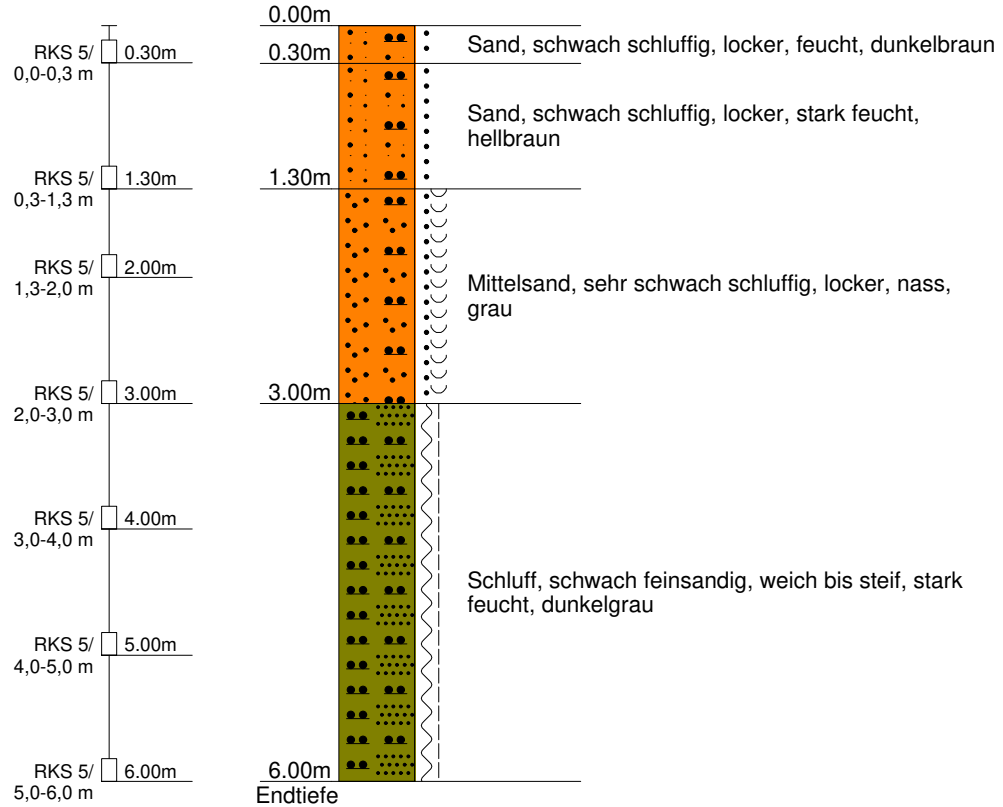 0.00m
RKS 5/ 0.30m
0,0-0,3 m
0.30m
Sand, schwach schluffig, locker, feucht, dunkelbraun
Sand, schwach schluffig, locker, stark feucht,
hellbraun
RKS 5/ 1.30m
0,3-1,3 m
1.30m
RKS 5/ 2.00m
1,3-2,0 m
Mittelsand, sehr schwach schluffig, locker, nass,
grau
RKS 5/ 3.00m
2,0-3,0 m
3.00m
RKS 5/ 4.00m
3,0-4,0 m
Schluff, schwach feinsandig, weich bis steif, stark
feucht, dunkelgrau
RKS 5/ 5.00m
4,0-5,0 m
RKS 5/ 6.00m
5,0-6,0 m
6.00m
Endtiefe